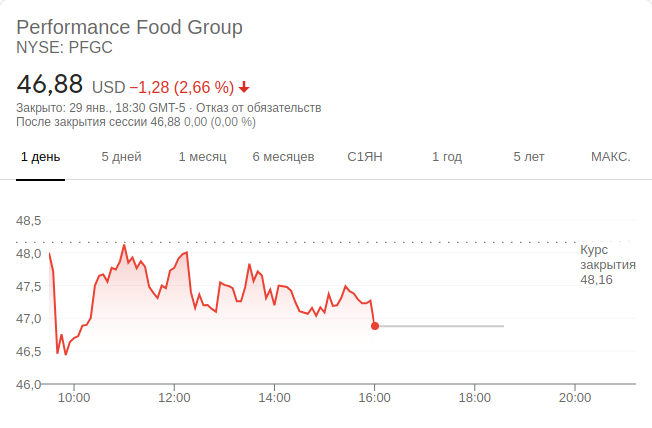 Performance Food Group
NYSE: PFGC
46,88 USD −1,28 (2,66 %)
Закрыто: 29 янв., 18:30 GMT-5 · Отказ от обязательств
После закрытия сессии 46,88 0,00 (0,00 %)
1 день 5 дней 1 месяц 6 месяцев С1ЯН 1 год 5 лет МАКС.
48,5
48,0
47,5
47,0
46,5
46,0
Курс
закрытия
48,16
10:00 12:00 14:00 16:00 18:00 20:00